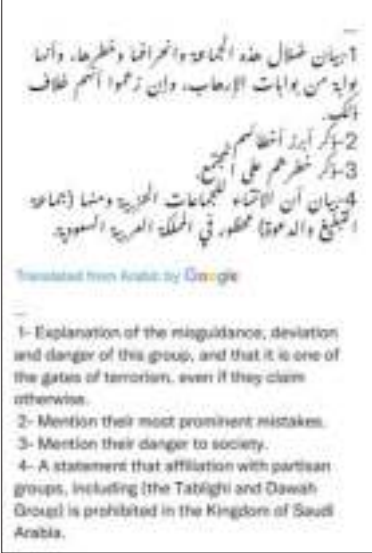 1-بيان ضلال هذه الجماعة وانحرافها وخطرها، وأنها
بوابة من بوابات الإرهاب، وإن زعموا أنهم خلاف
ذلك.
2-ذكر أبرز أخطائهم.
3-ذكر خطرهم على المجتمع.
4-بيان أن الانتماء للجماعات الحزبية ومنها (جماعة
التبليغ والدعوة) محظور في المملكة العربية السعودية.
Translated from Arabic by Google
1- Explanation of the misguidance, deviation
and danger of this group, and that it is one of
the gates of terrorism, even if they claim
otherwise.
2- Mention their most prominent mistakes.
3- Mention their danger to society.
4- A statement that affiliation with partisan
groups, including (the Tablighi and Dawah
Group) is prohibited in the Kingdom of Saudi
Arabia.